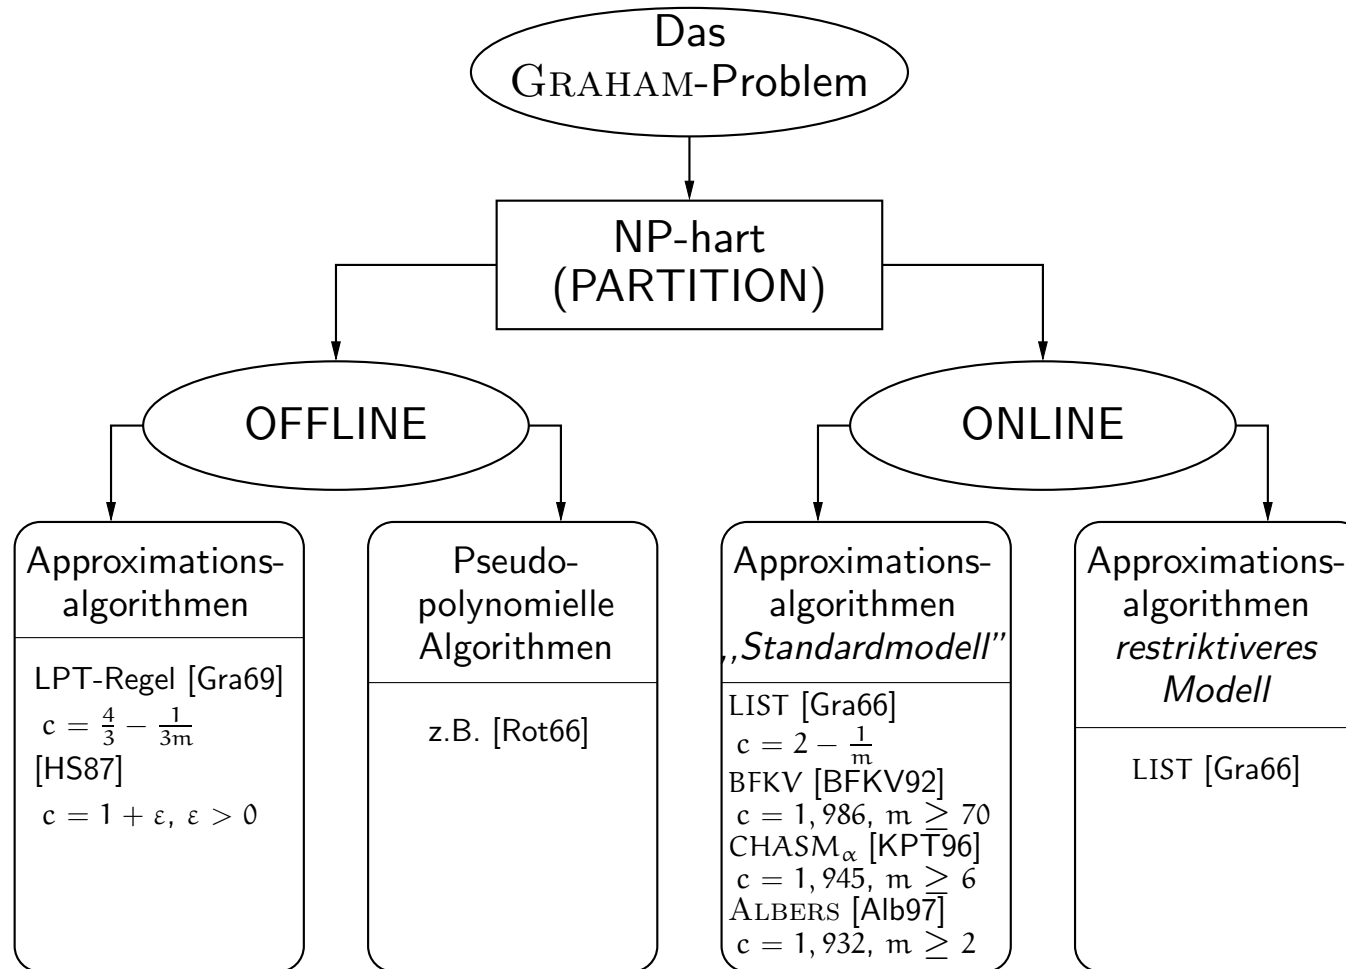 Das
GRAHAM-Problem
NP-hart
(PARTITION)
OFFLINE
ONLINE
Approximations-
algorithmen
LPT-Regel [Gra69]
c = 4/3 − 1/3m
[HS87]
c = 1 + ε, ε > 0
Pseudo-
polynomielle
Algorithmen
z.B. [Rot66]
Approximations-
algorithmen
,,Standardmodell”
LIST [Gra66]
c = 2 − 1/m
BFKV [BFKV92]
c = 1, 986, m ≥ 70
CHASMα [KPT96]
c = 1, 945, m ≥ 6
ALBERS [Alb97]
c = 1, 932, m ≥ 2
Approximations-
algorithmen
restriktiveres
Modell
LIST [Gra66]